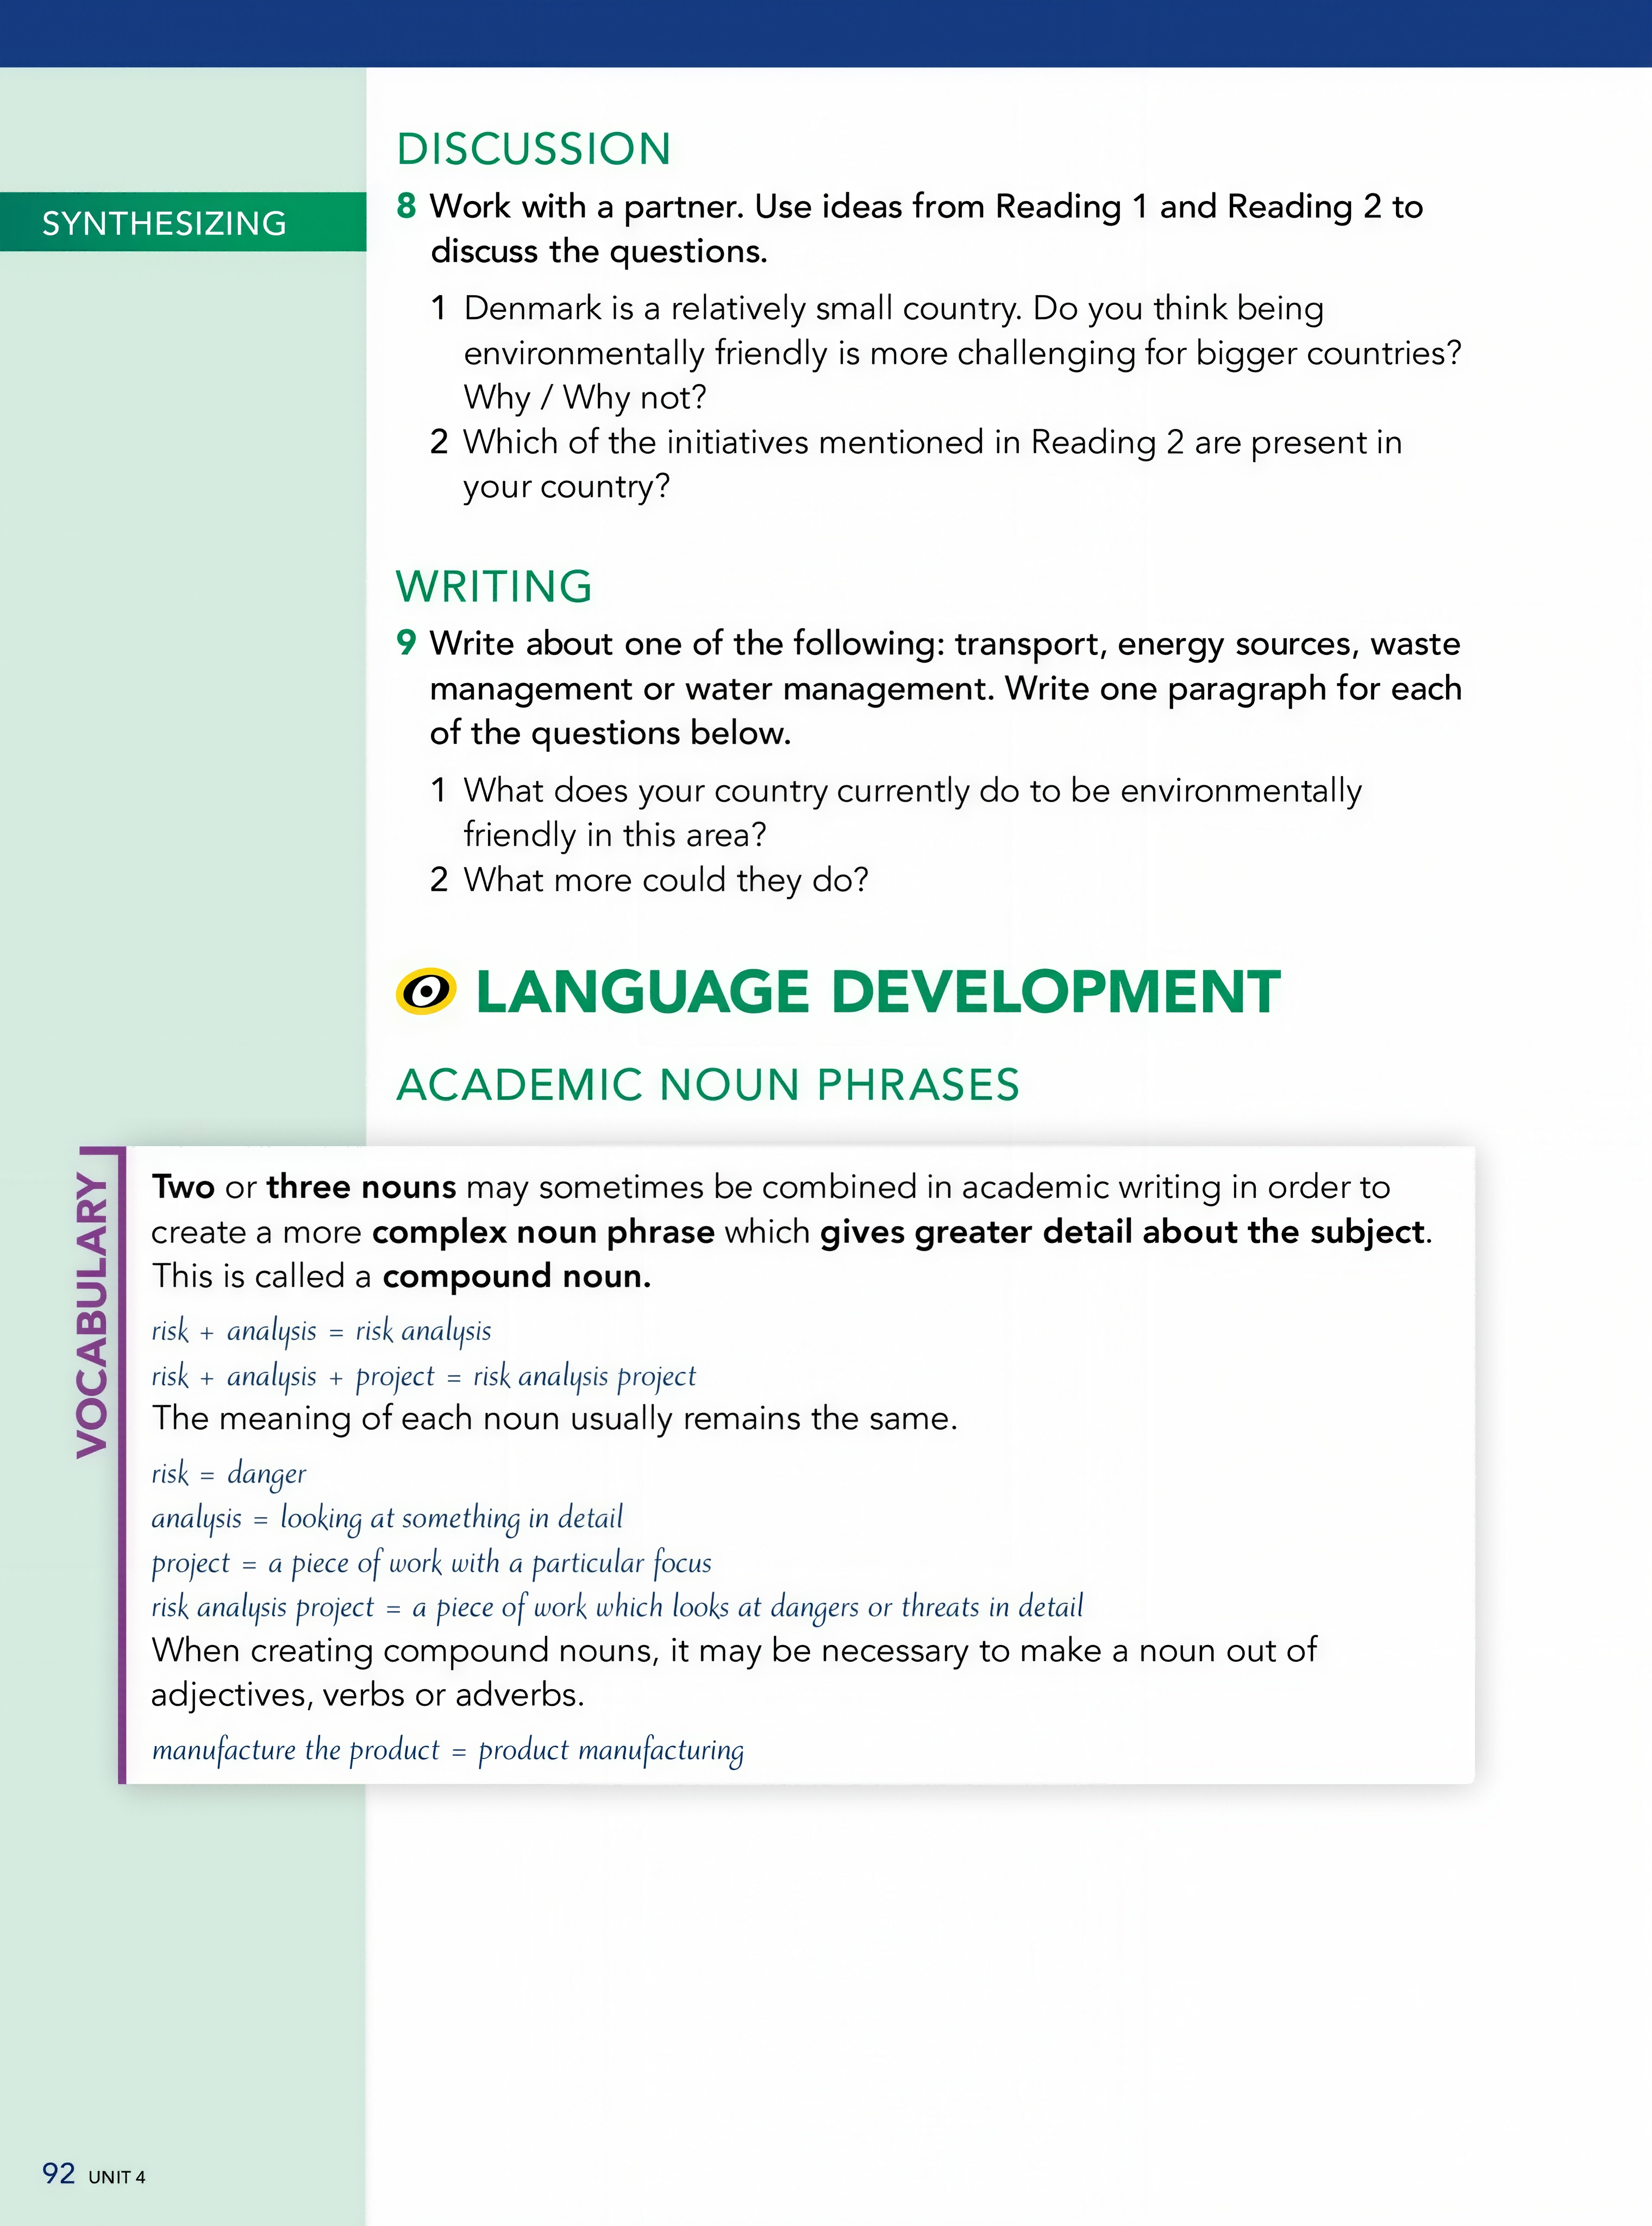 DISCUSSION
SYNTHESIZING
8 Work with a partner. Use ideas from Reading 1 and Reading 2 to
discuss the questions.
1 Denmark is a relatively small country. Do you think being
environmentally friendly is more challenging for bigger countries?
Why / Why not?
2 Which of the initiatives mentioned in Reading 2 are present in
your country?
WRITING
9 Write about one of the following: transport, energy sources, waste
management or water management. Write one paragraph for each
of the questions below.
1 What does your country currently do to be environmentally
friendly in this area?
2 What more could they do?
LANGUAGE DEVELOPMENT
ACADEMIC NOUN PHRASES
VOCABULARY
Two or three nouns may sometimes be combined in academic writing in order to
create a more complex noun phrase which gives greater detail about the subject.
This is called a compound noun.
risk + analysis = risk analysis
risk + analysis + project = risk analysis project
The meaning of each noun usually remains the same.
risk = danger
analysis = looking at something in detail
project = a piece of work with a particular focus
risk analysis project = a piece of work which looks at dangers or threats in detail
When creating compound nouns, it may be necessary to make a noun out of
adjectives, verbs or adverbs.
manufacture the product = product manufacturing
92 UNIT 4